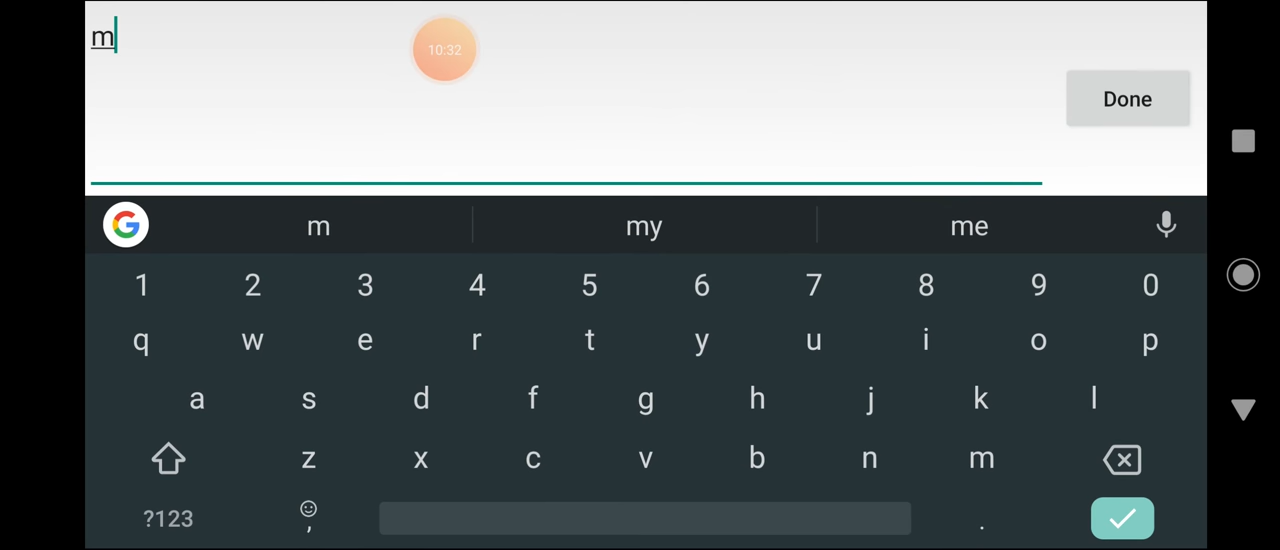 m
10:32
Done
m my me
1 2 3 4 5 6 7 8 9 0
q w e r t y u i o p
a s d f g h j k l
z x c v b n m
?123 , .